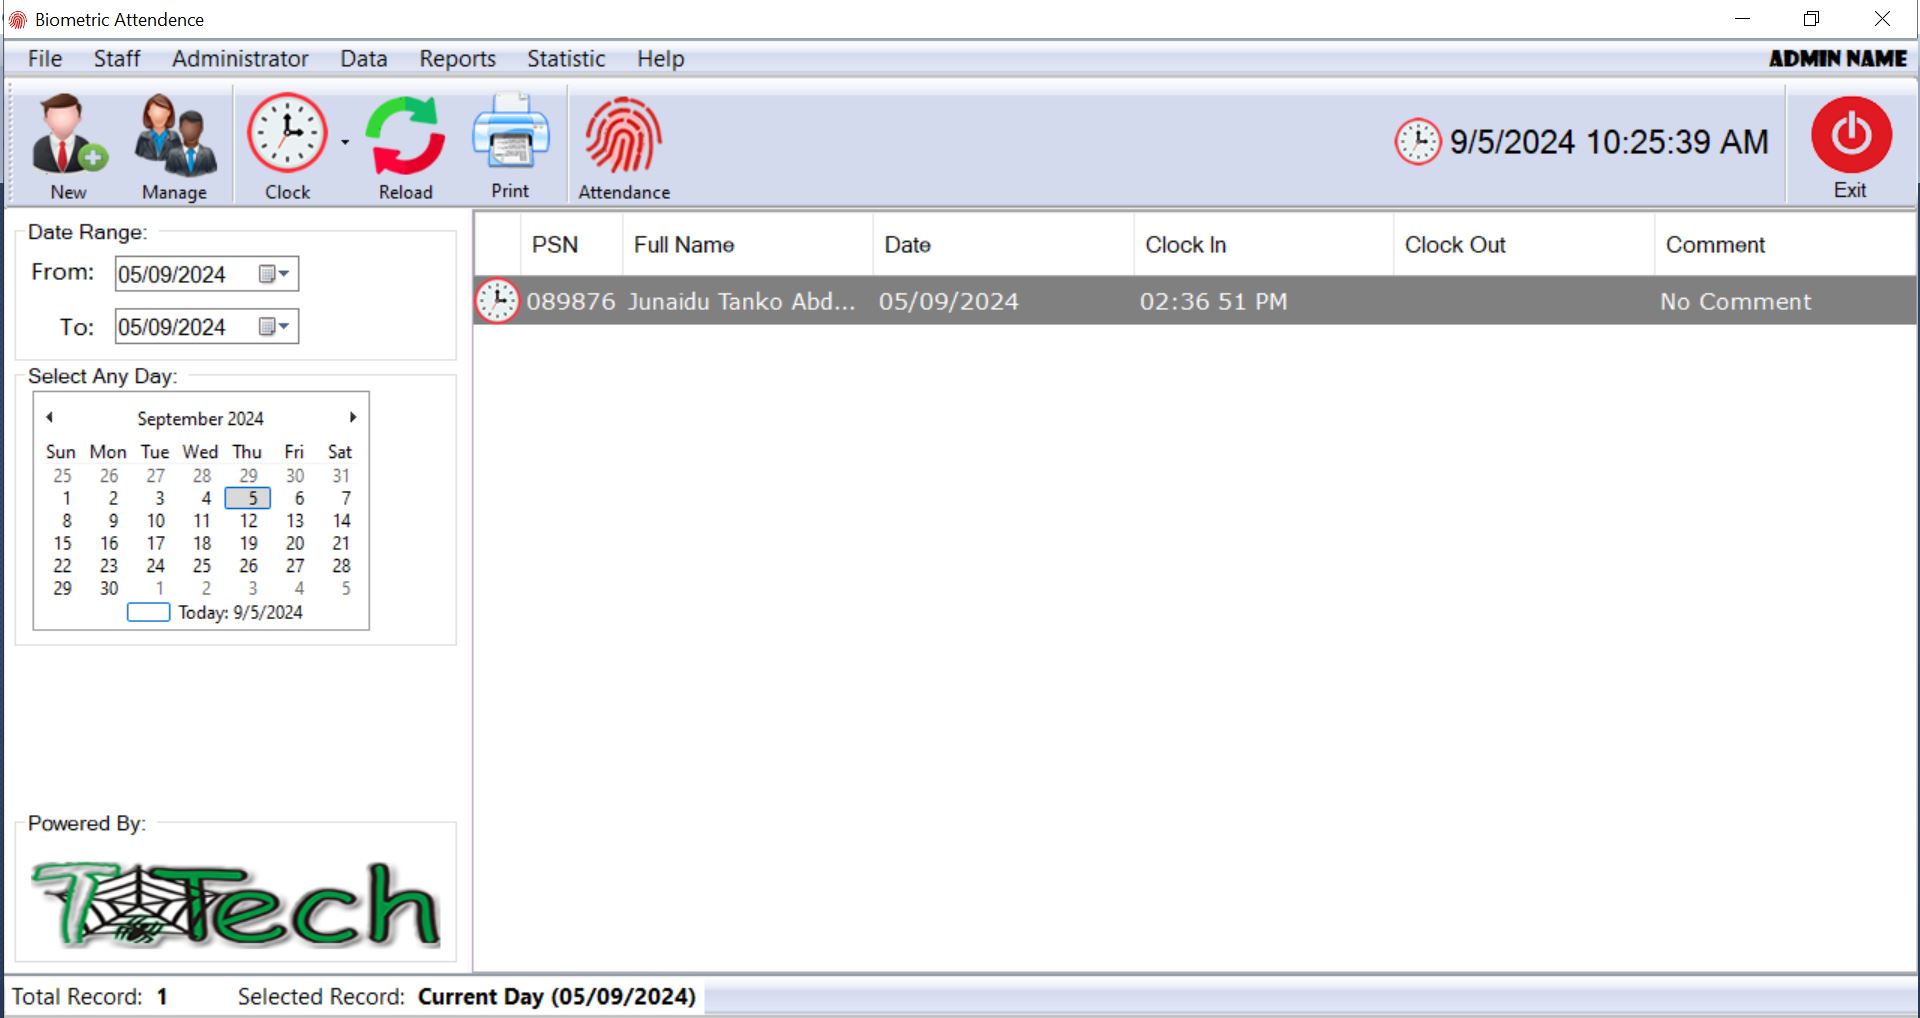 Biometric Attendence
File Staff Administrator Data Reports Statistic Help ADMIN NAME
New Manage Clock Reload Print Attendance 9/5/2024 10:25:39 AM Exit
Date Range:
From: 05/09/2024
To: 05/09/2024
Select Any Day:
September 2024
Sun Mon Tue Wed Thu Fri Sat
25 26 27 28 29 30 31
1 2 3 4 5 6 7
8 9 10 11 12 13 14
15 16 17 18 19 20 21
22 23 24 25 26 27 28
29 30 1 2 3 4 5
Today: 9/5/2024
Powered By:
TTech
PSN Full Name Date Clock In Clock Out Comment
089876 Junaidu Tanko Abd... 05/09/2024 02:36 51 PM No Comment
Total Record: 1 Selected Record: Current Day (05/09/2024)